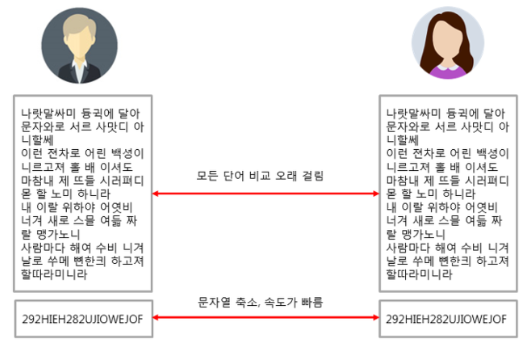 나랏말싸미 듕귁에 달아
문자와로 서르 사맛디 아
니할쎄
이런 젼차로 어린 백성이
니르고져 홀 배 이셔도
마참내 제 뜨들 시러펴디
몯 할 노미 하니라
내 이랄 위하야 어엿비
너겨 새로 스믈 여듧 짜
랄 맹가노니
사람마다 해여 수비 니겨
날로 쑤메 뼌한킈 하고져
할따라미니라
292HIEH282UJIOWEJOF
모든 단어 비교 오래 걸림
문자열 축소, 속도가 빠름
나랏말싸미 듕귁에 달아
문자와로 서르 사맛디 아
니할쎄
이런 젼차로 어린 백성이
니르고져 홀 배 이셔도
마참내 제 뜨들 시러펴디
몯 할 노미 하니라
내 이랄 위하야 어엿비
너겨 새로 스믈 여듧 짜
랄 맹가노니
사람마다 해여 수비 니겨
날로 쑤메 뼌한킈 하고져
할따라미니라
292HIEH282UJIOWEJOF